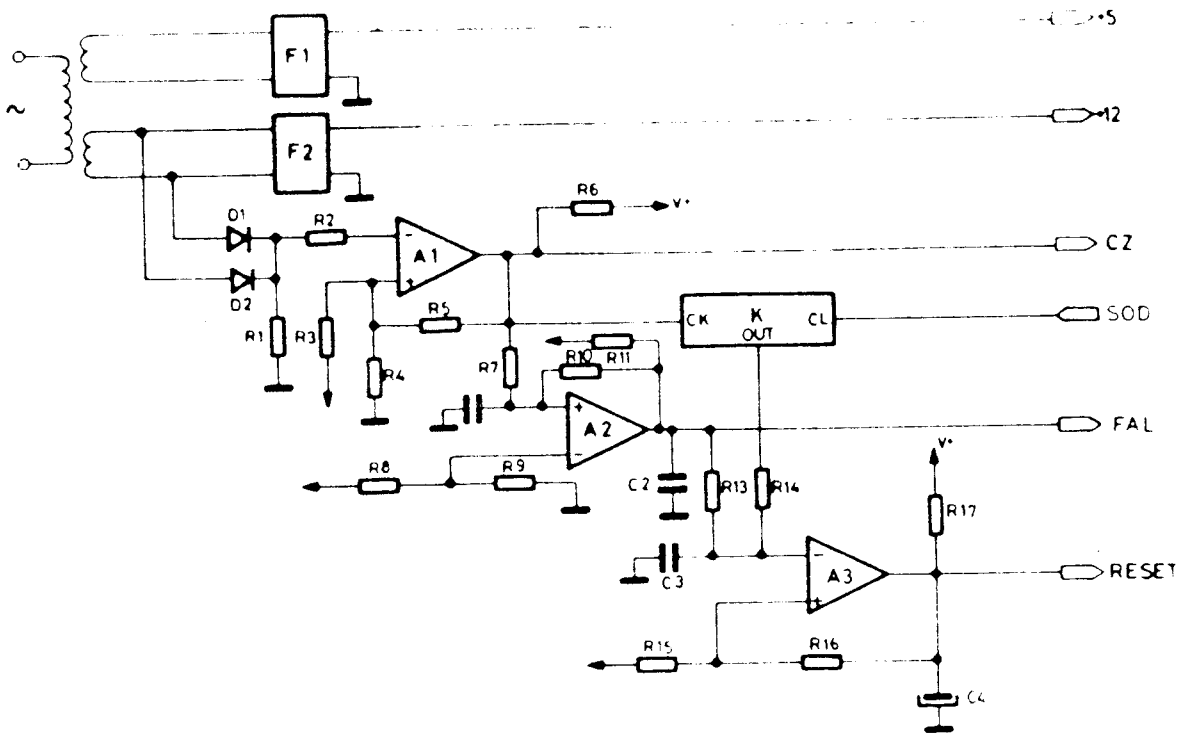 +5
F1
~
+12
F2
R6
V+
D1
R2
-
A1
+
CZ
D2
R5
CK
K
OUT
CL
SOD
R1
R3
R4
R7
R10
R11
+
A2
-
FAL
R8
R9
C2
R13
R14
V+
R17
C3
-
A3
+
RESET
R15
R16
C4